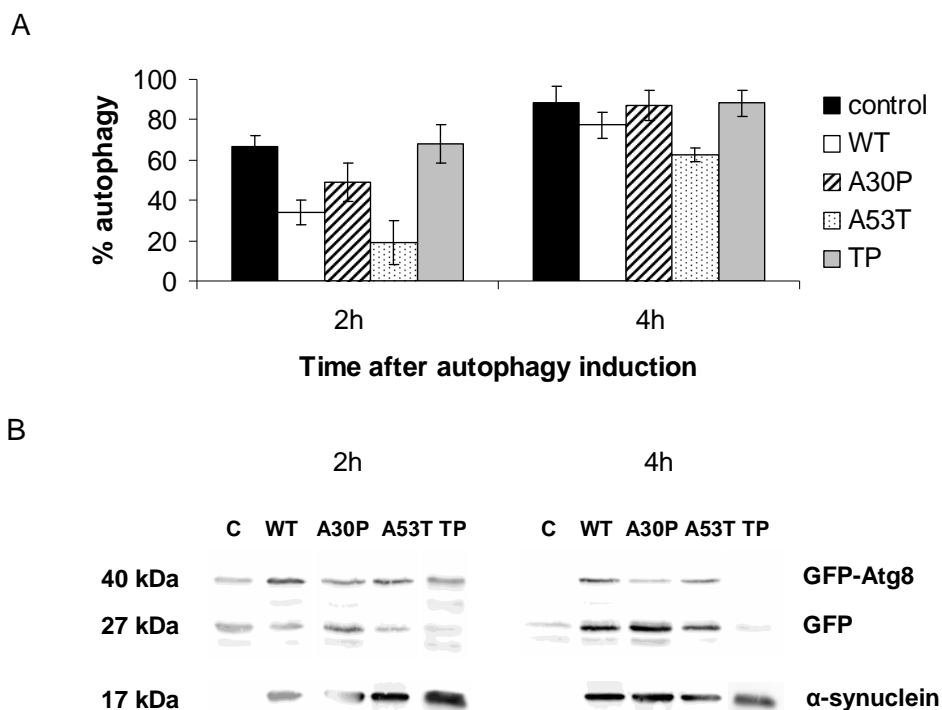 A
100
80
60
40
20
0
% autophagy
2h 4h
Time after autophagy induction
control
WT
A30P
A53T
TP
B
2h 4h
C WT A30P A53T TP C WT A30P A53T TP
40 kDa GFP-Atg8
27 kDa GFP
17 kDa α-synuclein